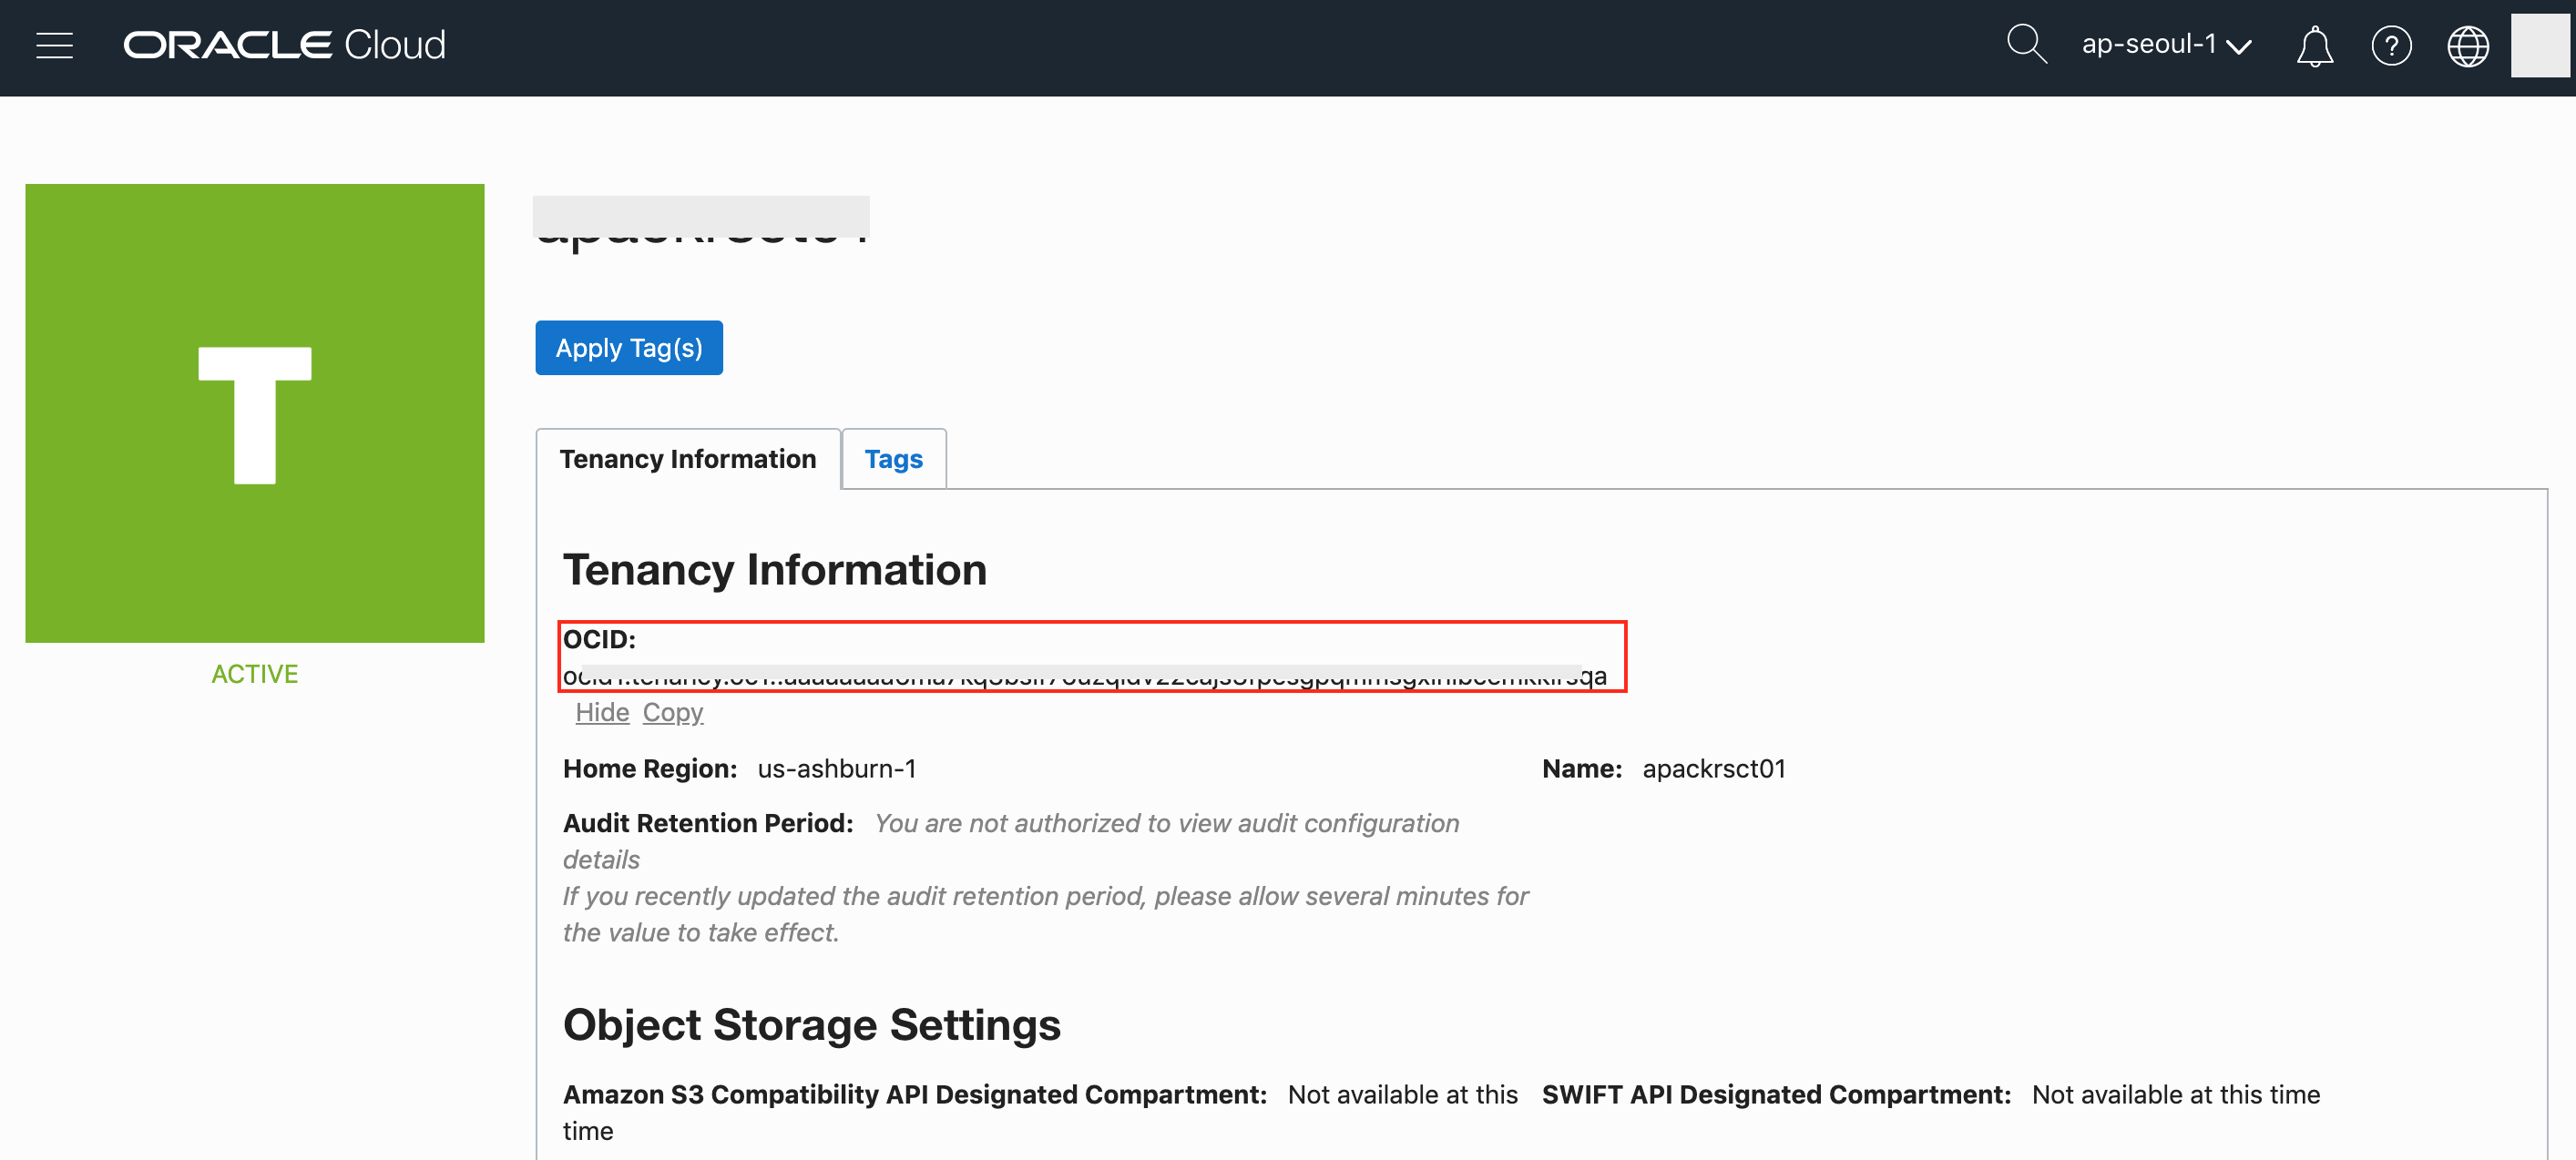 ORACLE Cloud
ap-seoul-1
?
T
ACTIVE
Apply Tag(s)
Tenancy Information
Tags
Tenancy Information
OCID:
Hide Copy
Home Region: us-ashburn-1
Name: apackrsct01
Audit Retention Period: You are not authorized to view audit configuration
details
If you recently updated the audit retention period, please allow several minutes for
the value to take effect.
Object Storage Settings
Amazon S3 Compatibility API Designated Compartment: Not available at this
time
SWIFT API Designated Compartment: Not available at this time